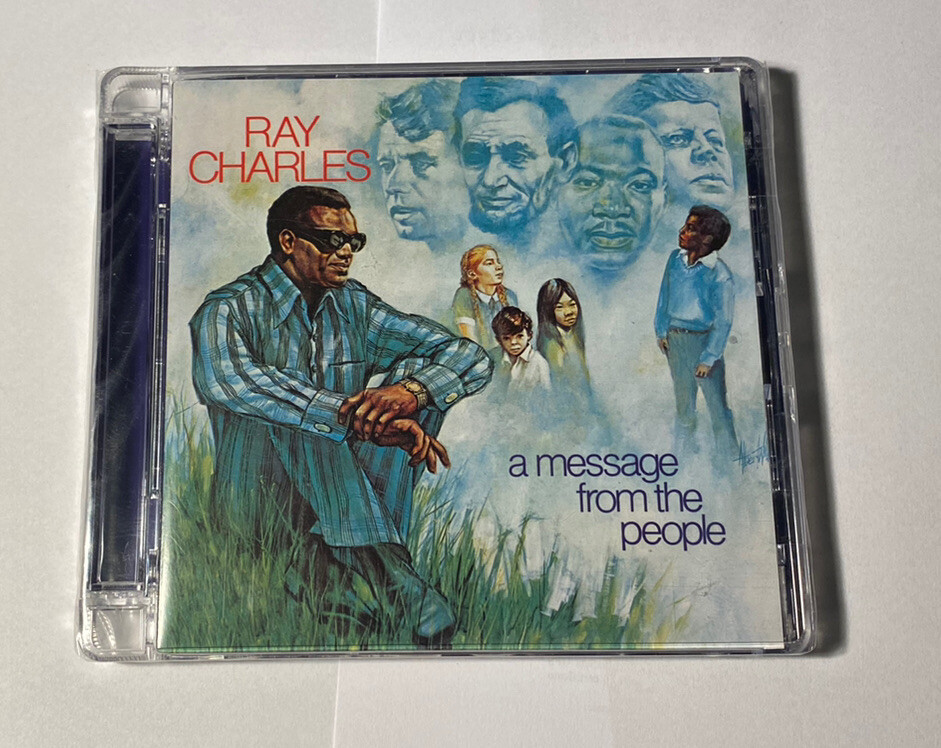 RAY
CHARLES
a message
from the
people